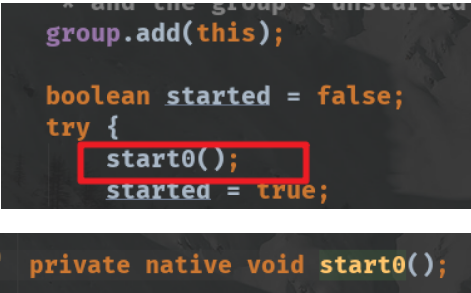 * and the group's unstarted
group.add(this);
boolean started = false;
try {
start0();
started = true;
private native void start0();